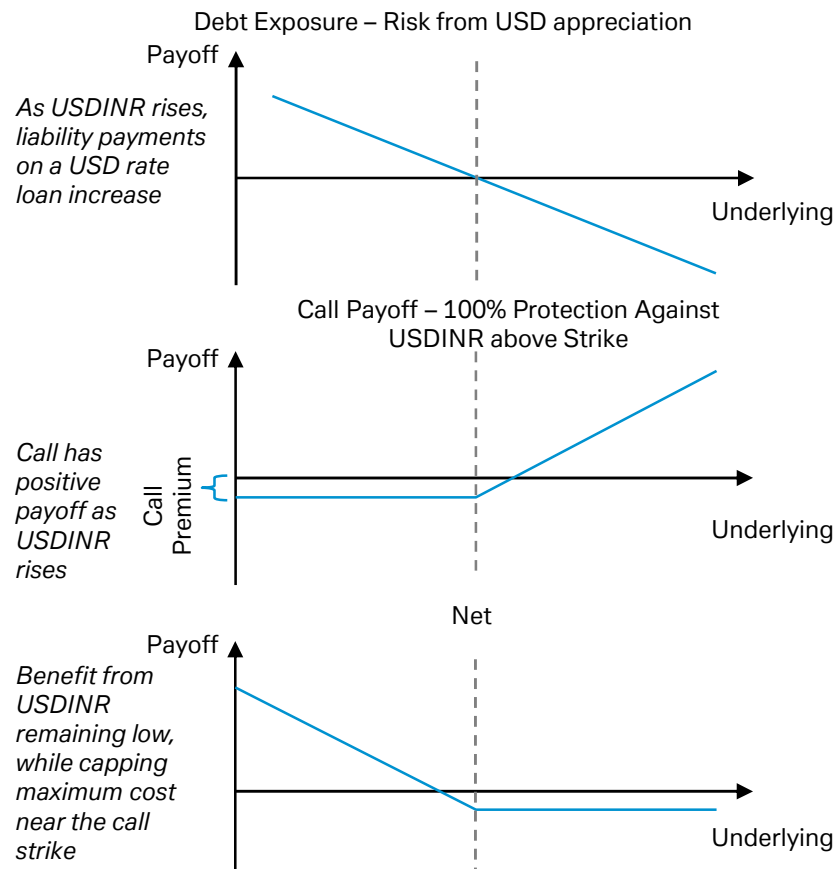 Debt Exposure – Risk from USD appreciation
Payoff
As USDINR rises,
liability payments
on a USD rate
loan increase
Underlying
Call Payoff – 100% Protection Against
USDINR above Strike
Payoff
Call has
positive
payoff as
USDINR
rises
Call
Premium
Underlying
Net
Payoff
Benefit from
USDINR
remaining low,
while capping
maximum cost
near the call
strike
Underlying